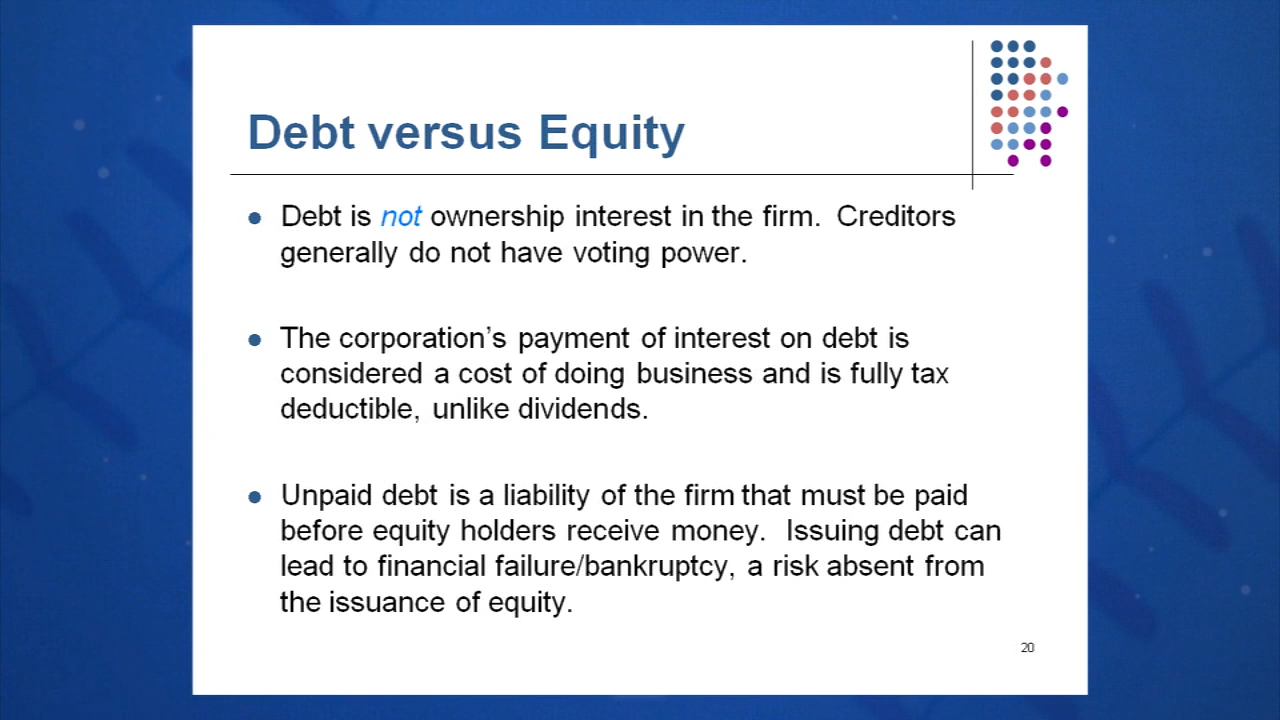 Debt versus Equity
Debt is not ownership interest in the firm.  Creditors
generally do not have voting power.
The corporation’s payment of interest on debt is
considered a cost of doing business and is fully tax
deductible, unlike dividends.
Unpaid debt is a liability of the firm that must be paid
before equity holders receive money.  Issuing debt can
lead to financial failure/bankruptcy, a risk absent from
the issuance of equity.
20